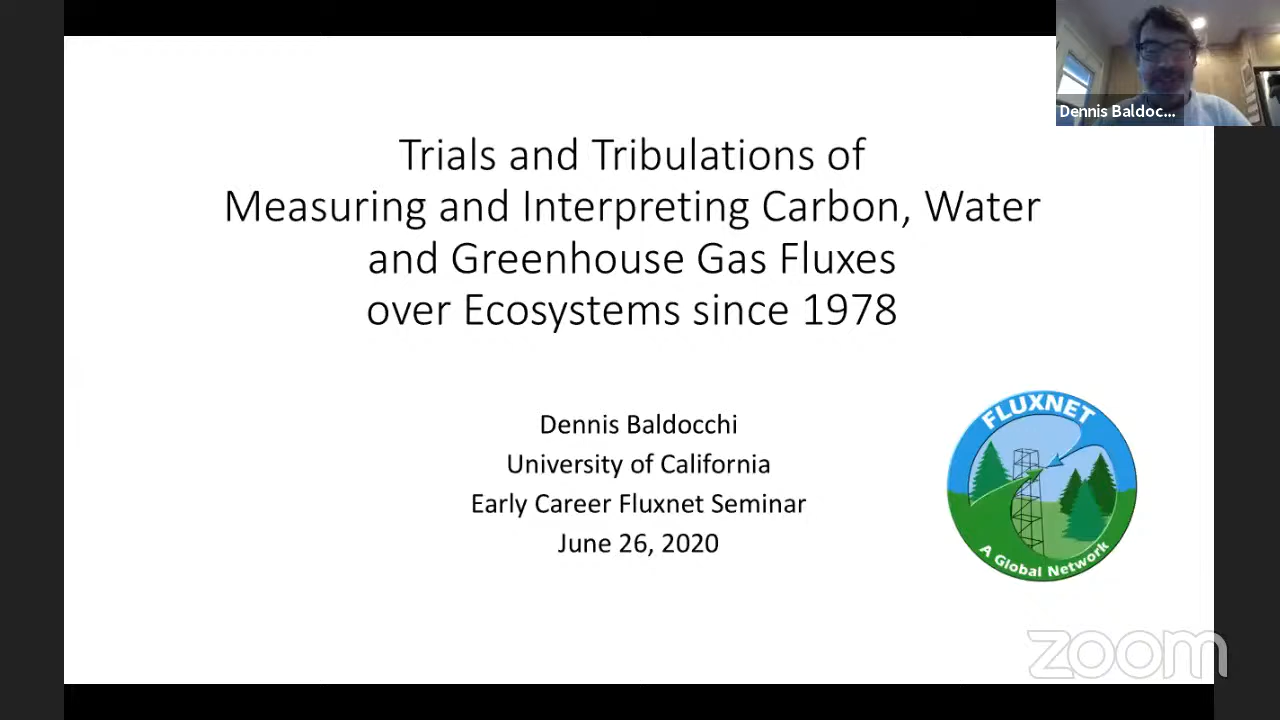 Dennis Baldoc...
Trials and Tribulations of
Measuring and Interpreting Carbon, Water
and Greenhouse Gas Fluxes
over Ecosystems since 1978
Dennis Baldocchi
University of California
Early Career Fluxnet Seminar
June 26, 2020
FLUXNET
A Global Network
zoom